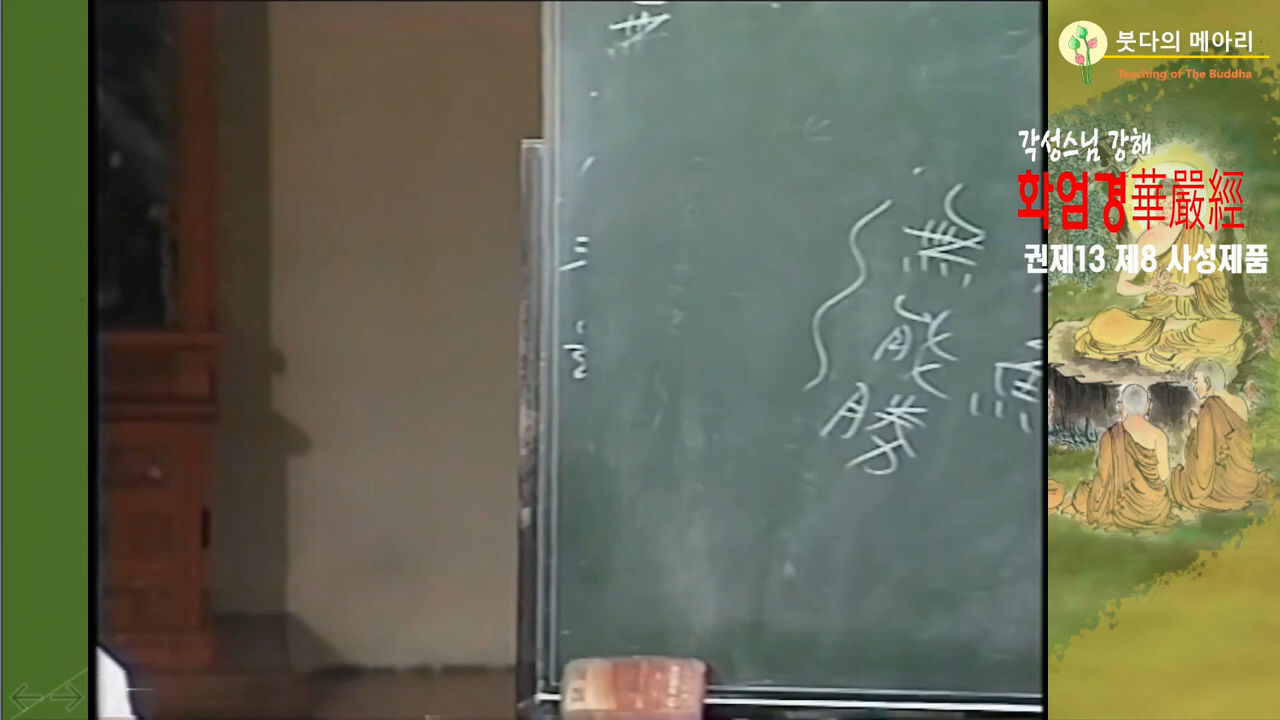 붓다의 메아리
Teaching of The Buddha
각성스님 강해
화엄경華嚴經
권제13 제8 사성제품
無能勝